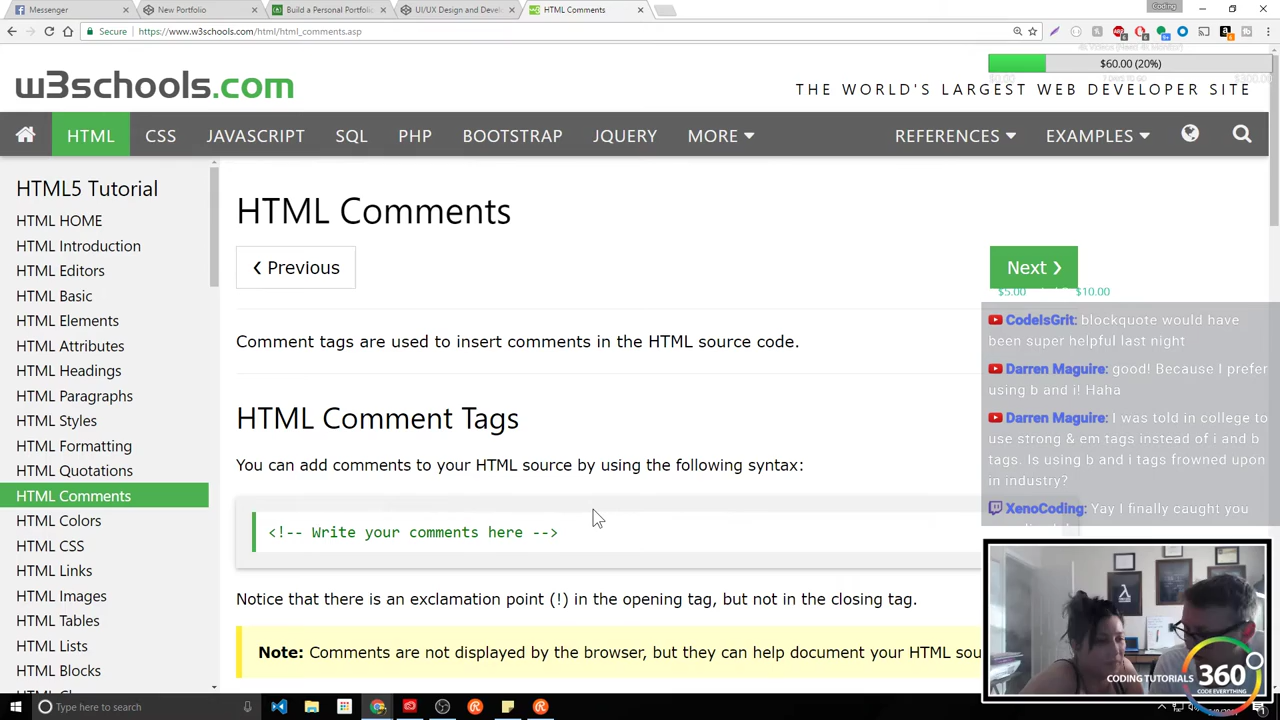 Messenger
New Portfolio
Build a Personal Portfolio
UI/UX Design and Devel
HTML Comments
Coding
Secure
https://www.w3schools.com/html/html_comments.asp
$60.00 (20%)
w3schools.com
THE WORLD'S LARGEST WEB DEVELOPER SITE
HTML CSS JAVASCRIPT SQL PHP BOOTSTRAP JQUERY MORE REFERENCES EXAMPLES
HTML5 Tutorial
HTML HOME
HTML Introduction
HTML Editors
HTML Basic
HTML Elements
HTML Attributes
HTML Headings
HTML Paragraphs
HTML Styles
HTML Formatting
HTML Quotations
HTML Comments
HTML Colors
HTML CSS
HTML Links
HTML Images
HTML Tables
HTML Lists
HTML Blocks
HTML Comments
❮ Previous
Next ❯
$5.00
$10.00
Comment tags are used to insert comments in the HTML source code.
HTML Comment Tags
You can add comments to your HTML source by using the following syntax:
<!-- Write your comments here -->
Notice that there is an exclamation point (!) in the opening tag, but not in the closing tag.
Note: Comments are not displayed by the browser, but they can help document your HTML sou
CodeIsGrit: blockquote would have
been super helpful last night
Darren Maguire: good! Because I prefer
using b and i! Haha
Darren Maguire: I was told in college to
use strong & em tags instead of i and b
tags. Is using b and i tags frowned upon
in industry?
XenoCoding: Yay I finally caught you
CODING TUTORIALS 360
CODE EVERYTHING
Type here to search